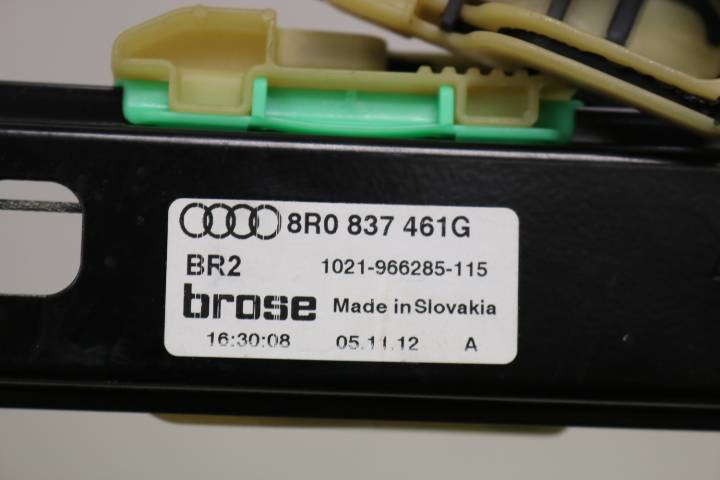 8R0 837 461G
BR2 1021-966285-115
brose Made in Slovakia
16:30:08 05.11.12 A